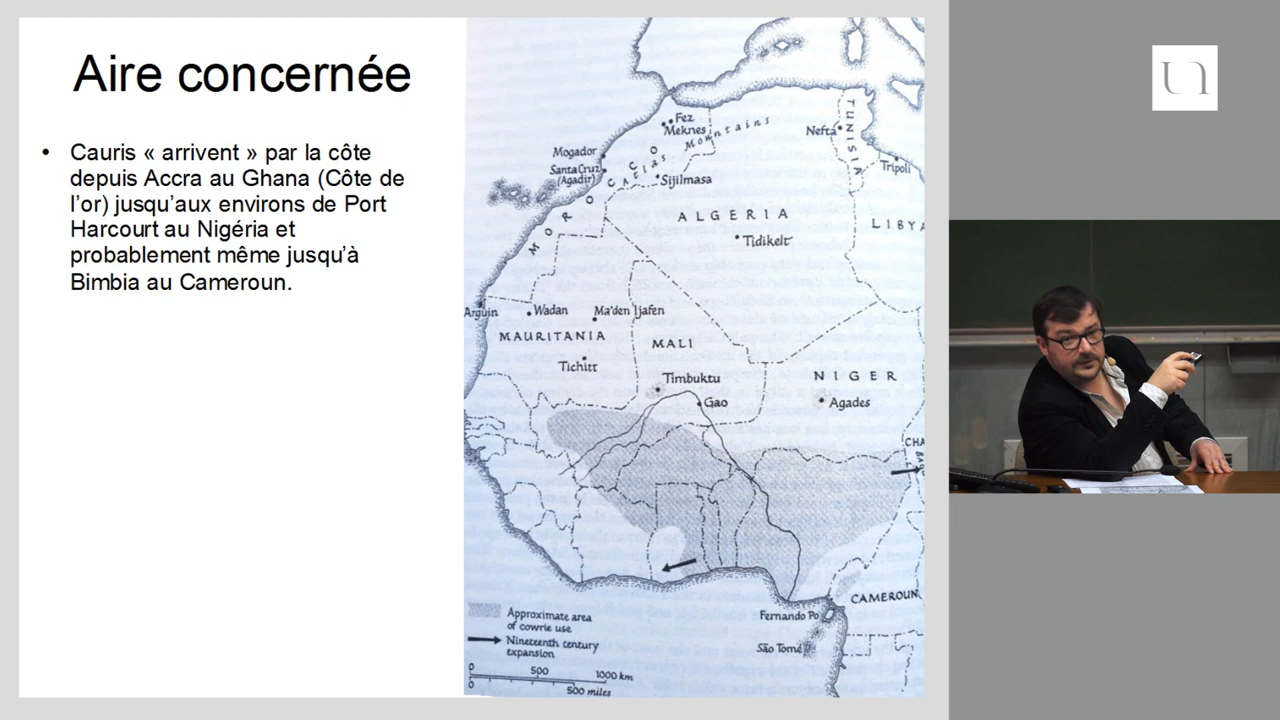 Aire concernée
• Cauris « arrivent » par la côte
depuis Accra au Ghana (Côte de
l’or) jusqu’aux environs de Port
Harcourt au Nigéria et
probablement même jusqu’à
Bimbia au Cameroun.
Fez
Meknes
Atlas Mountains
Nefta
TUNISIA
Mogador
Santa Cruz
(Agadir)
Sijilmasa
Tripoli
MOROCCO
ALGERIA
LIBYA
Tidikelt
Arguin
Wadan
Ma'den Ijafen
MAURITANIA
MALI
Tichitt
Timbuktu
NIGER
Gao
Agades
CAMEROUN
Fernando Po
São Tomé
Approximate area
of cowrie use
Nineteenth century
expansion
0 500 1000 km
0 500 miles